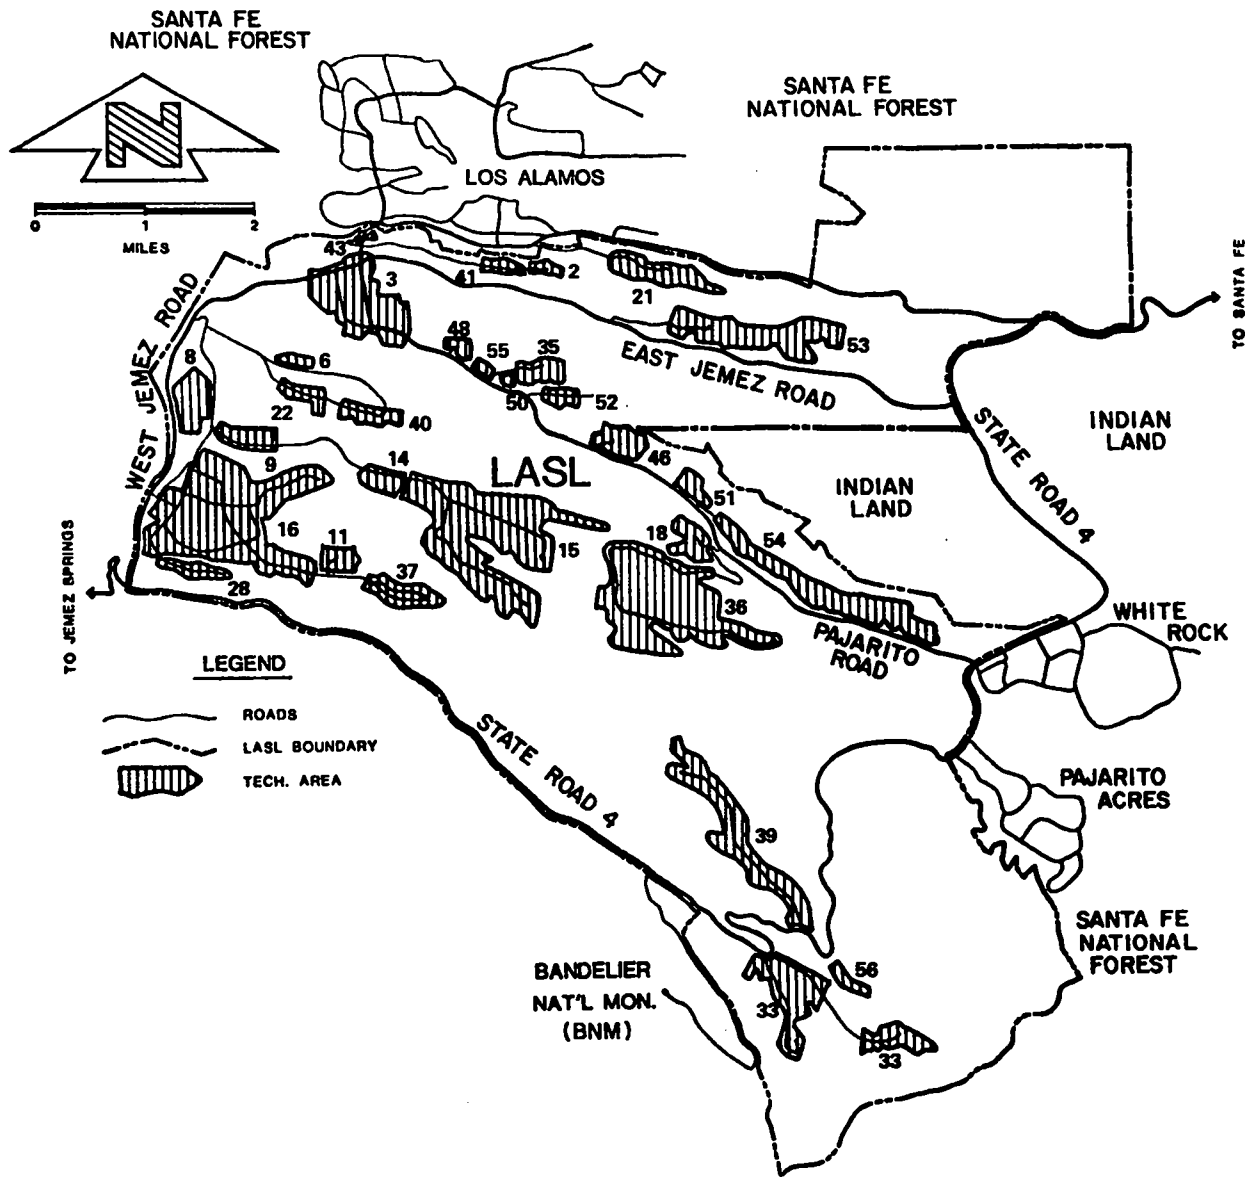 SANTA FE
NATIONAL FOREST
N
0 1 2
MILES
LOS ALAMOS
SANTA FE
NATIONAL FOREST
TO SANTA FE
WEST JEMEZ ROAD
43
3
41
2
21
53
EAST JEMEZ ROAD
8
6
48
55
35
50
52
22
40
9
14
LASL
46
51
INDIAN
LAND
INDIAN
LAND
STATE ROAD 4
16
11
15
18
54
28
37
36
TO JEMEZ SPRINGS
PAJARITO
ROAD
WHITE
ROCK
LEGEND
ROADS
LASL BOUNDARY
TECH. AREA
STATE ROAD 4
PAJARITO
ACRES
39
SANTA FE
NATIONAL
FOREST
BANDELIER
NAT'L MON.
(BNM)
56
33
33